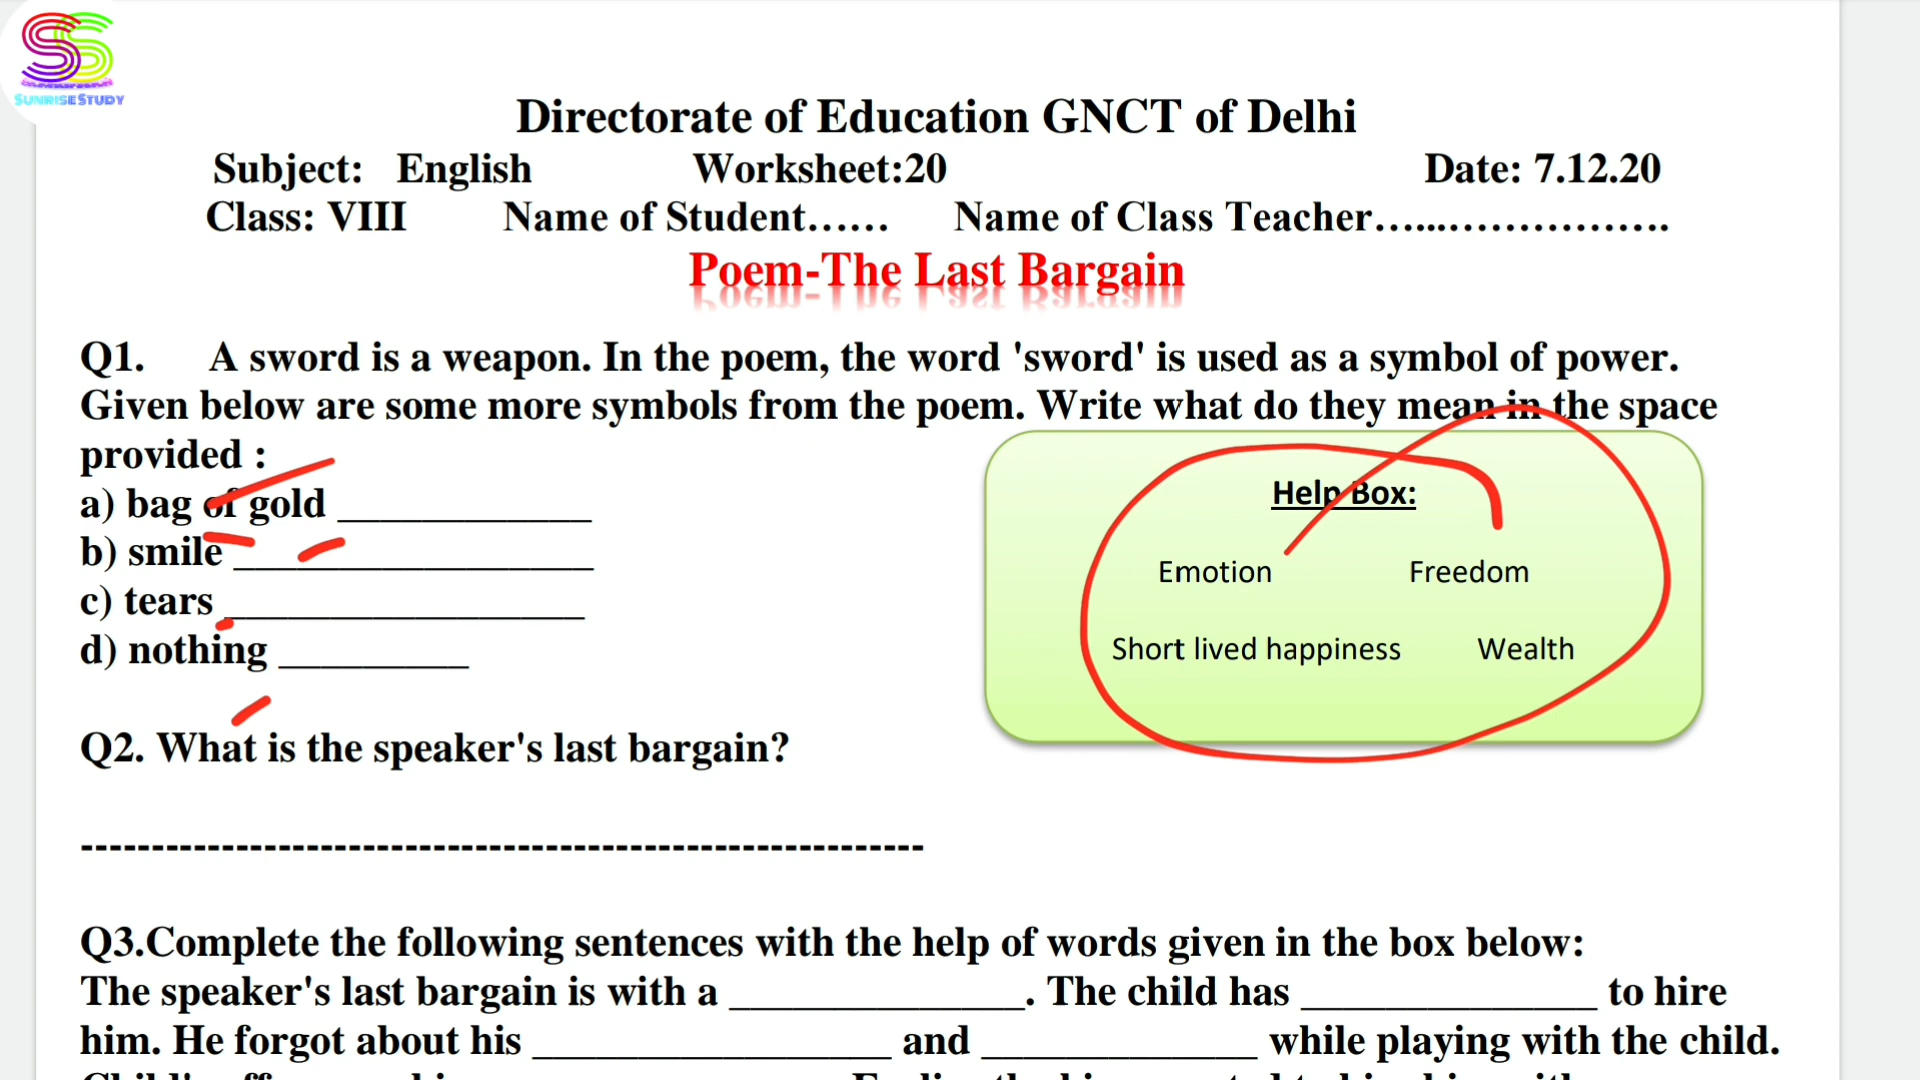 SUNRISE STUDY
Directorate of Education GNCT of Delhi
Subject: English Worksheet:20 Date: 7.12.20
Class: VIII Name of Student…… Name of Class Teacher…...…………….
Poem-The Last Bargain
Q1. A sword is a weapon. In the poem, the word 'sword' is used as a symbol of power.
Given below are some more symbols from the poem. Write what do they mean in the space
provided :
a) bag of gold ____________
b) smile _________________
c) tears _________________
d) nothing _________
Help Box:
Emotion Freedom
Short lived happiness Wealth
Q2. What is the speaker's last bargain?
------------------------------------------------------------
Q3.Complete the following sentences with the help of words given in the box below:
The speaker's last bargain is with a ______________. The child has ______________ to hire
him. He forgot about his _________________ and _____________ while playing with the child.